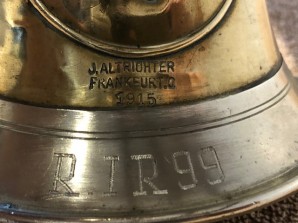 J. ALTRICHTER
FRANKFURT.O
1915
R.I R 99